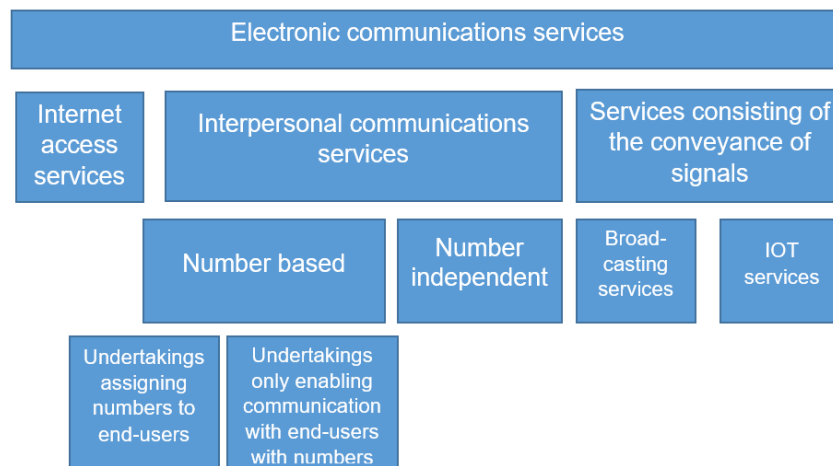 Electronic communications services
Internet
access
services
Interpersonal communications
services
Services consisting of
the conveyance of
signals
Number based
Number
independent
Broad-
casting
services
IOT
services
Undertakings
assigning
numbers to
end-users
Undertakings
only enabling
communication
with end-users
with numbers